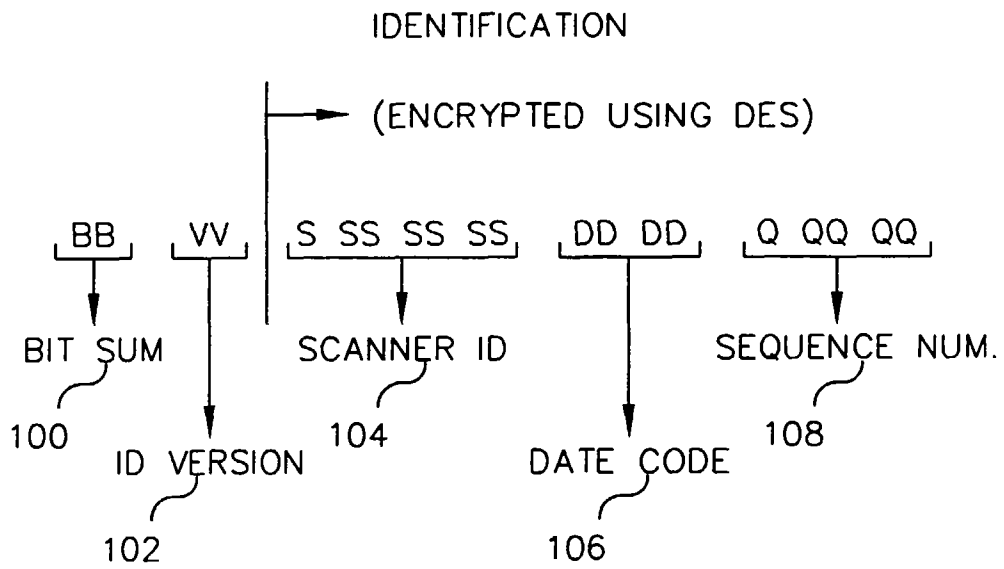 IDENTIFICATION
(ENCRYPTED USING DES)
BB VV S SS SS SS DD DD Q QQ QQ
BIT SUM SCANNER ID SEQUENCE NUM.
100 104 108
ID VERSION DATE CODE
102 106